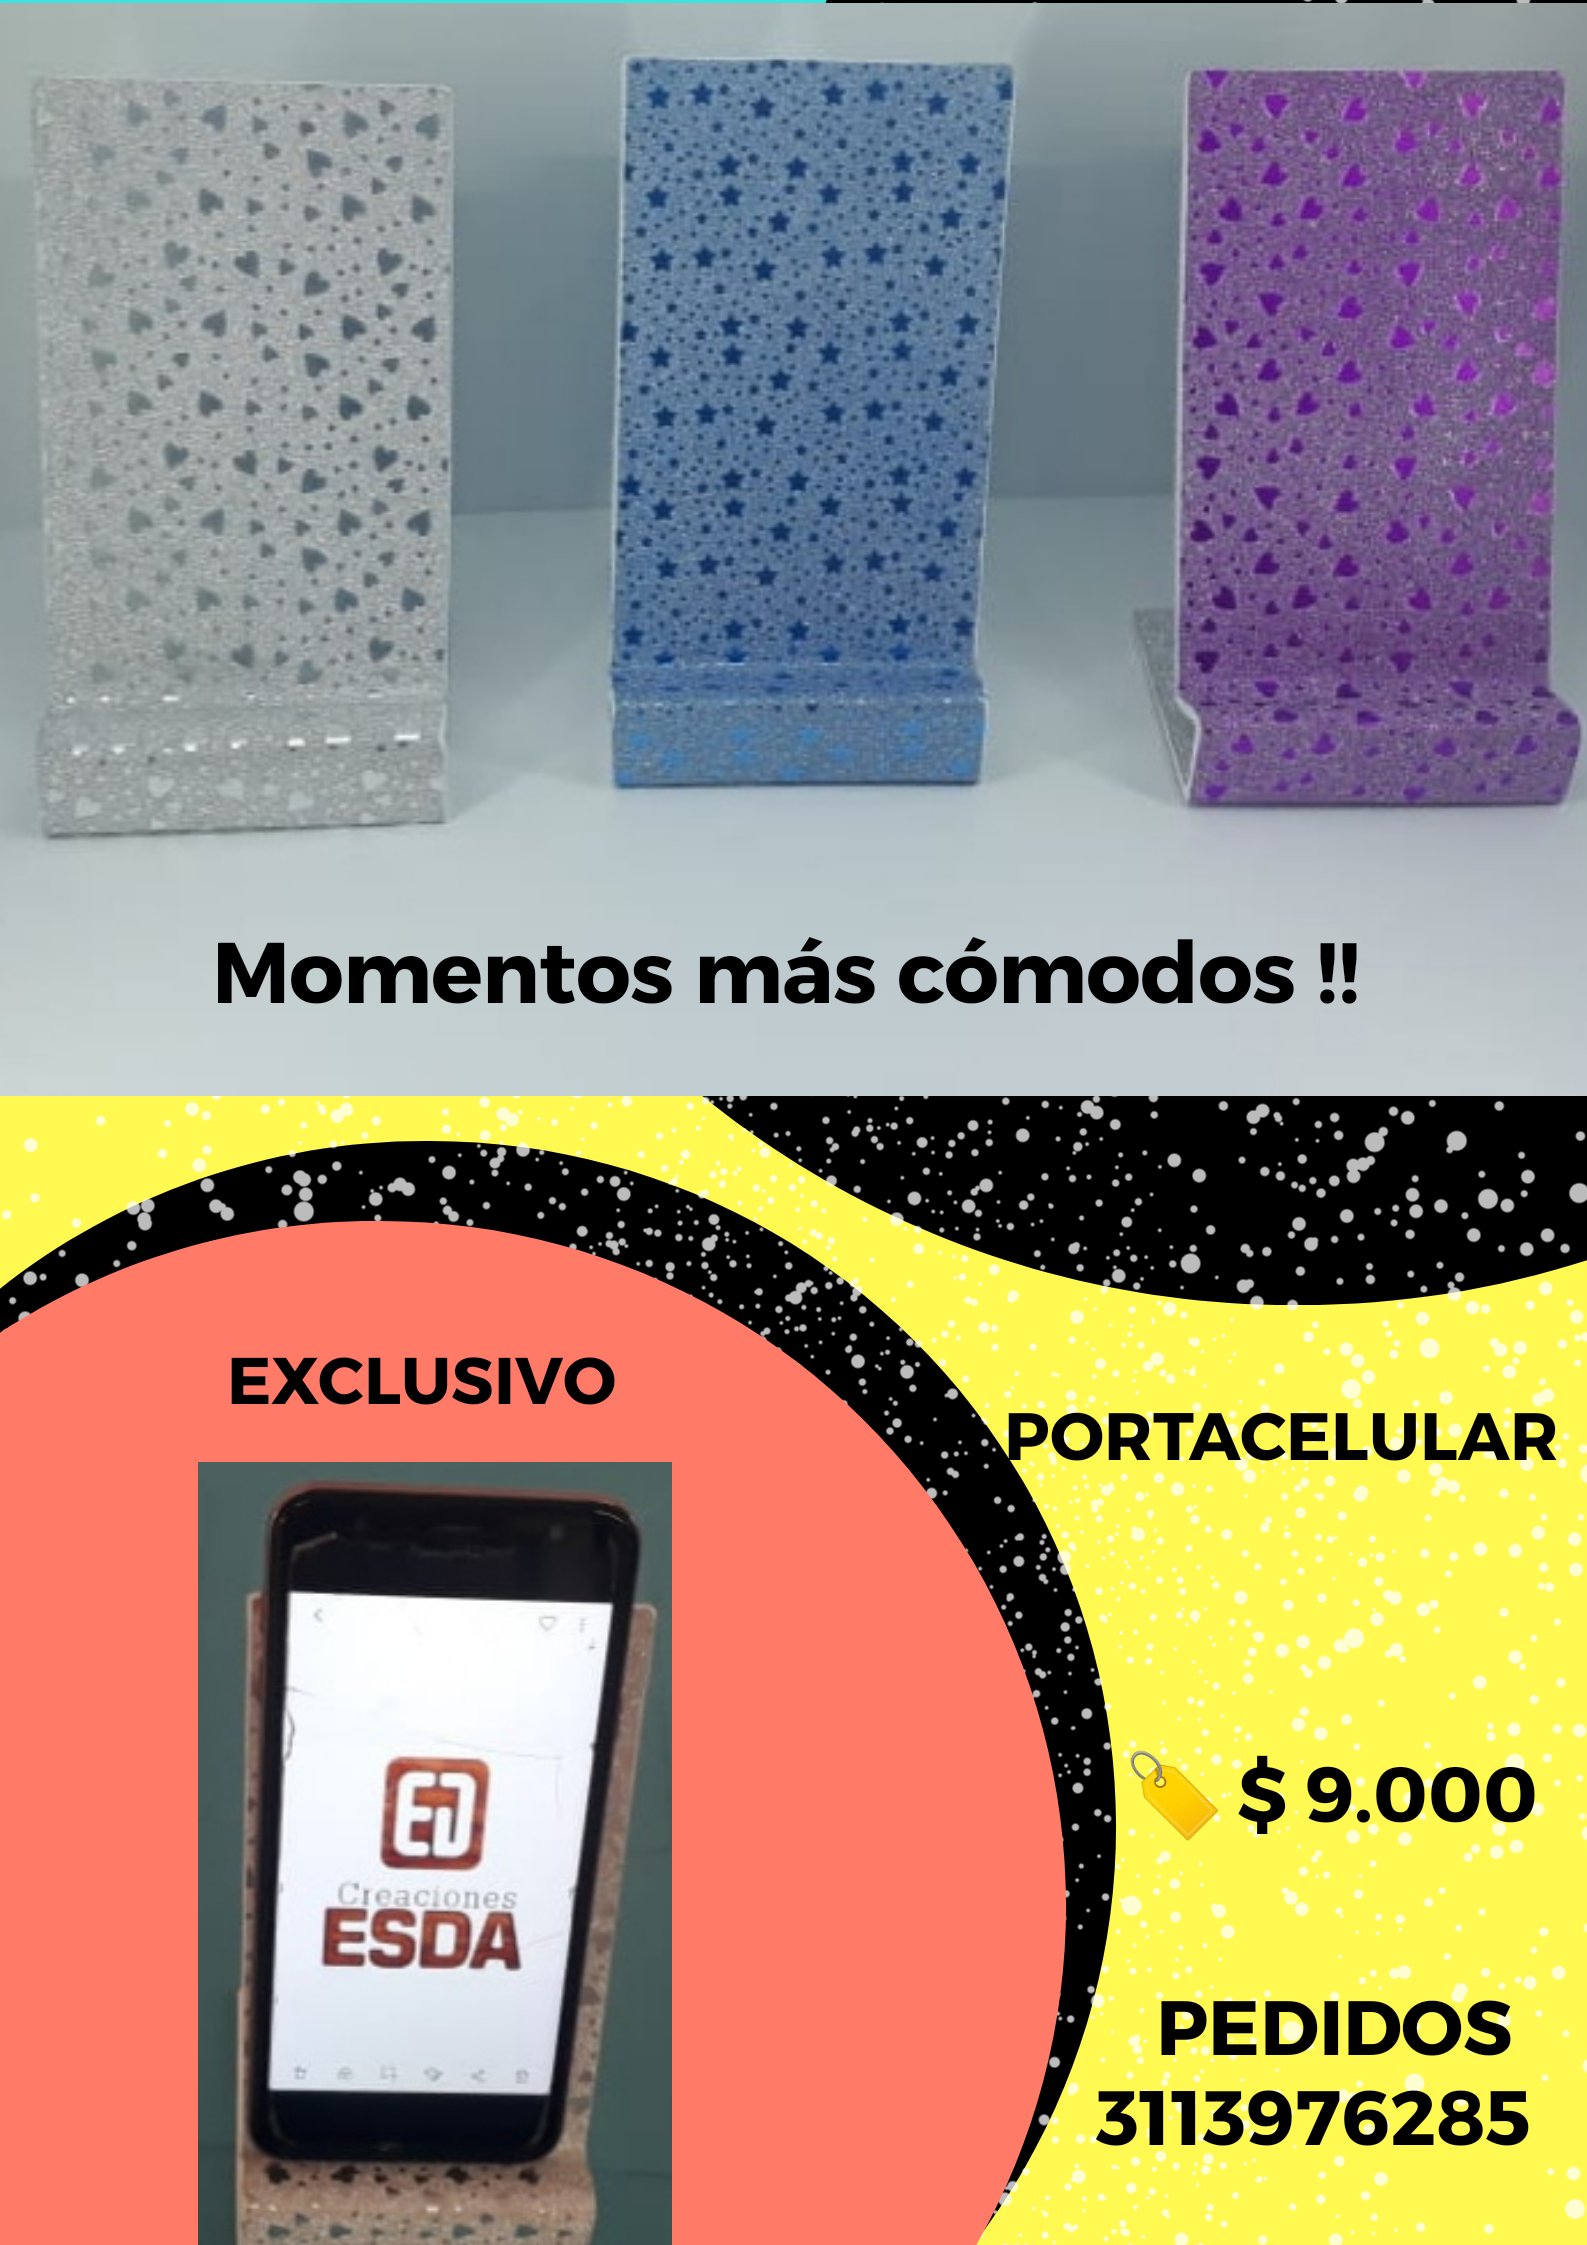 Momentos más cómodos !!
EXCLUSIVO
PORTACELULAR
Creaciones
ESDA
$ 9.000
PEDIDOS
3113976285